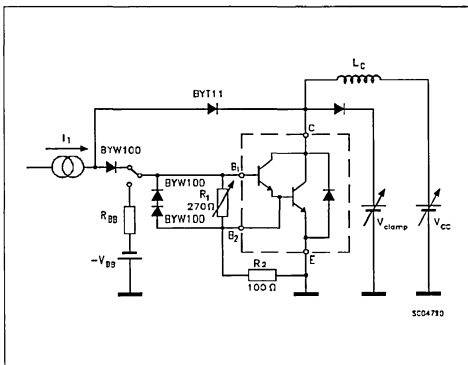 L_C
BYT11
I_1
BYW100
C
B_1
BYW100
R_1
270Ω
BYW100
R_BB
B_2
V_clamp
V_CC
-V_BB
R_2
E
100 Ω
SC04790